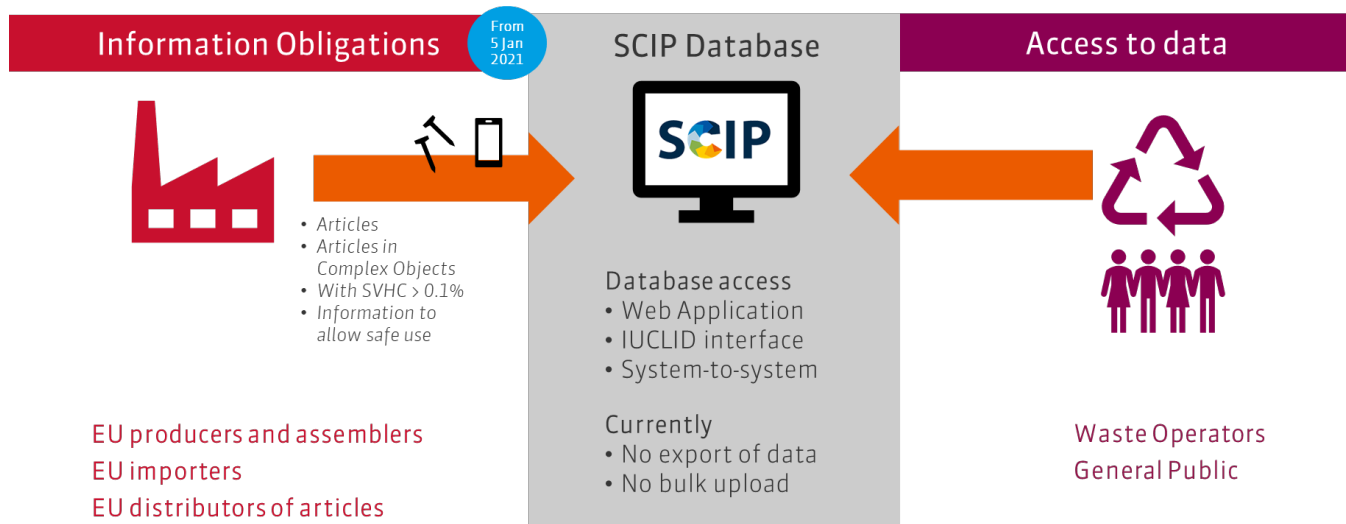 Information Obligations
From
5 Jan
2021
SCIP Database
Access to data
SCIP
• Articles
• Articles in
Complex Objects
• With SVHC > 0.1%
• Information to
allow safe use
Database access
• Web Application
• IUCLID interface
• System-to-system
Currently
• No export of data
• No bulk upload
EU producers and assemblers
EU importers
EU distributors of articles
Waste Operators
General Public